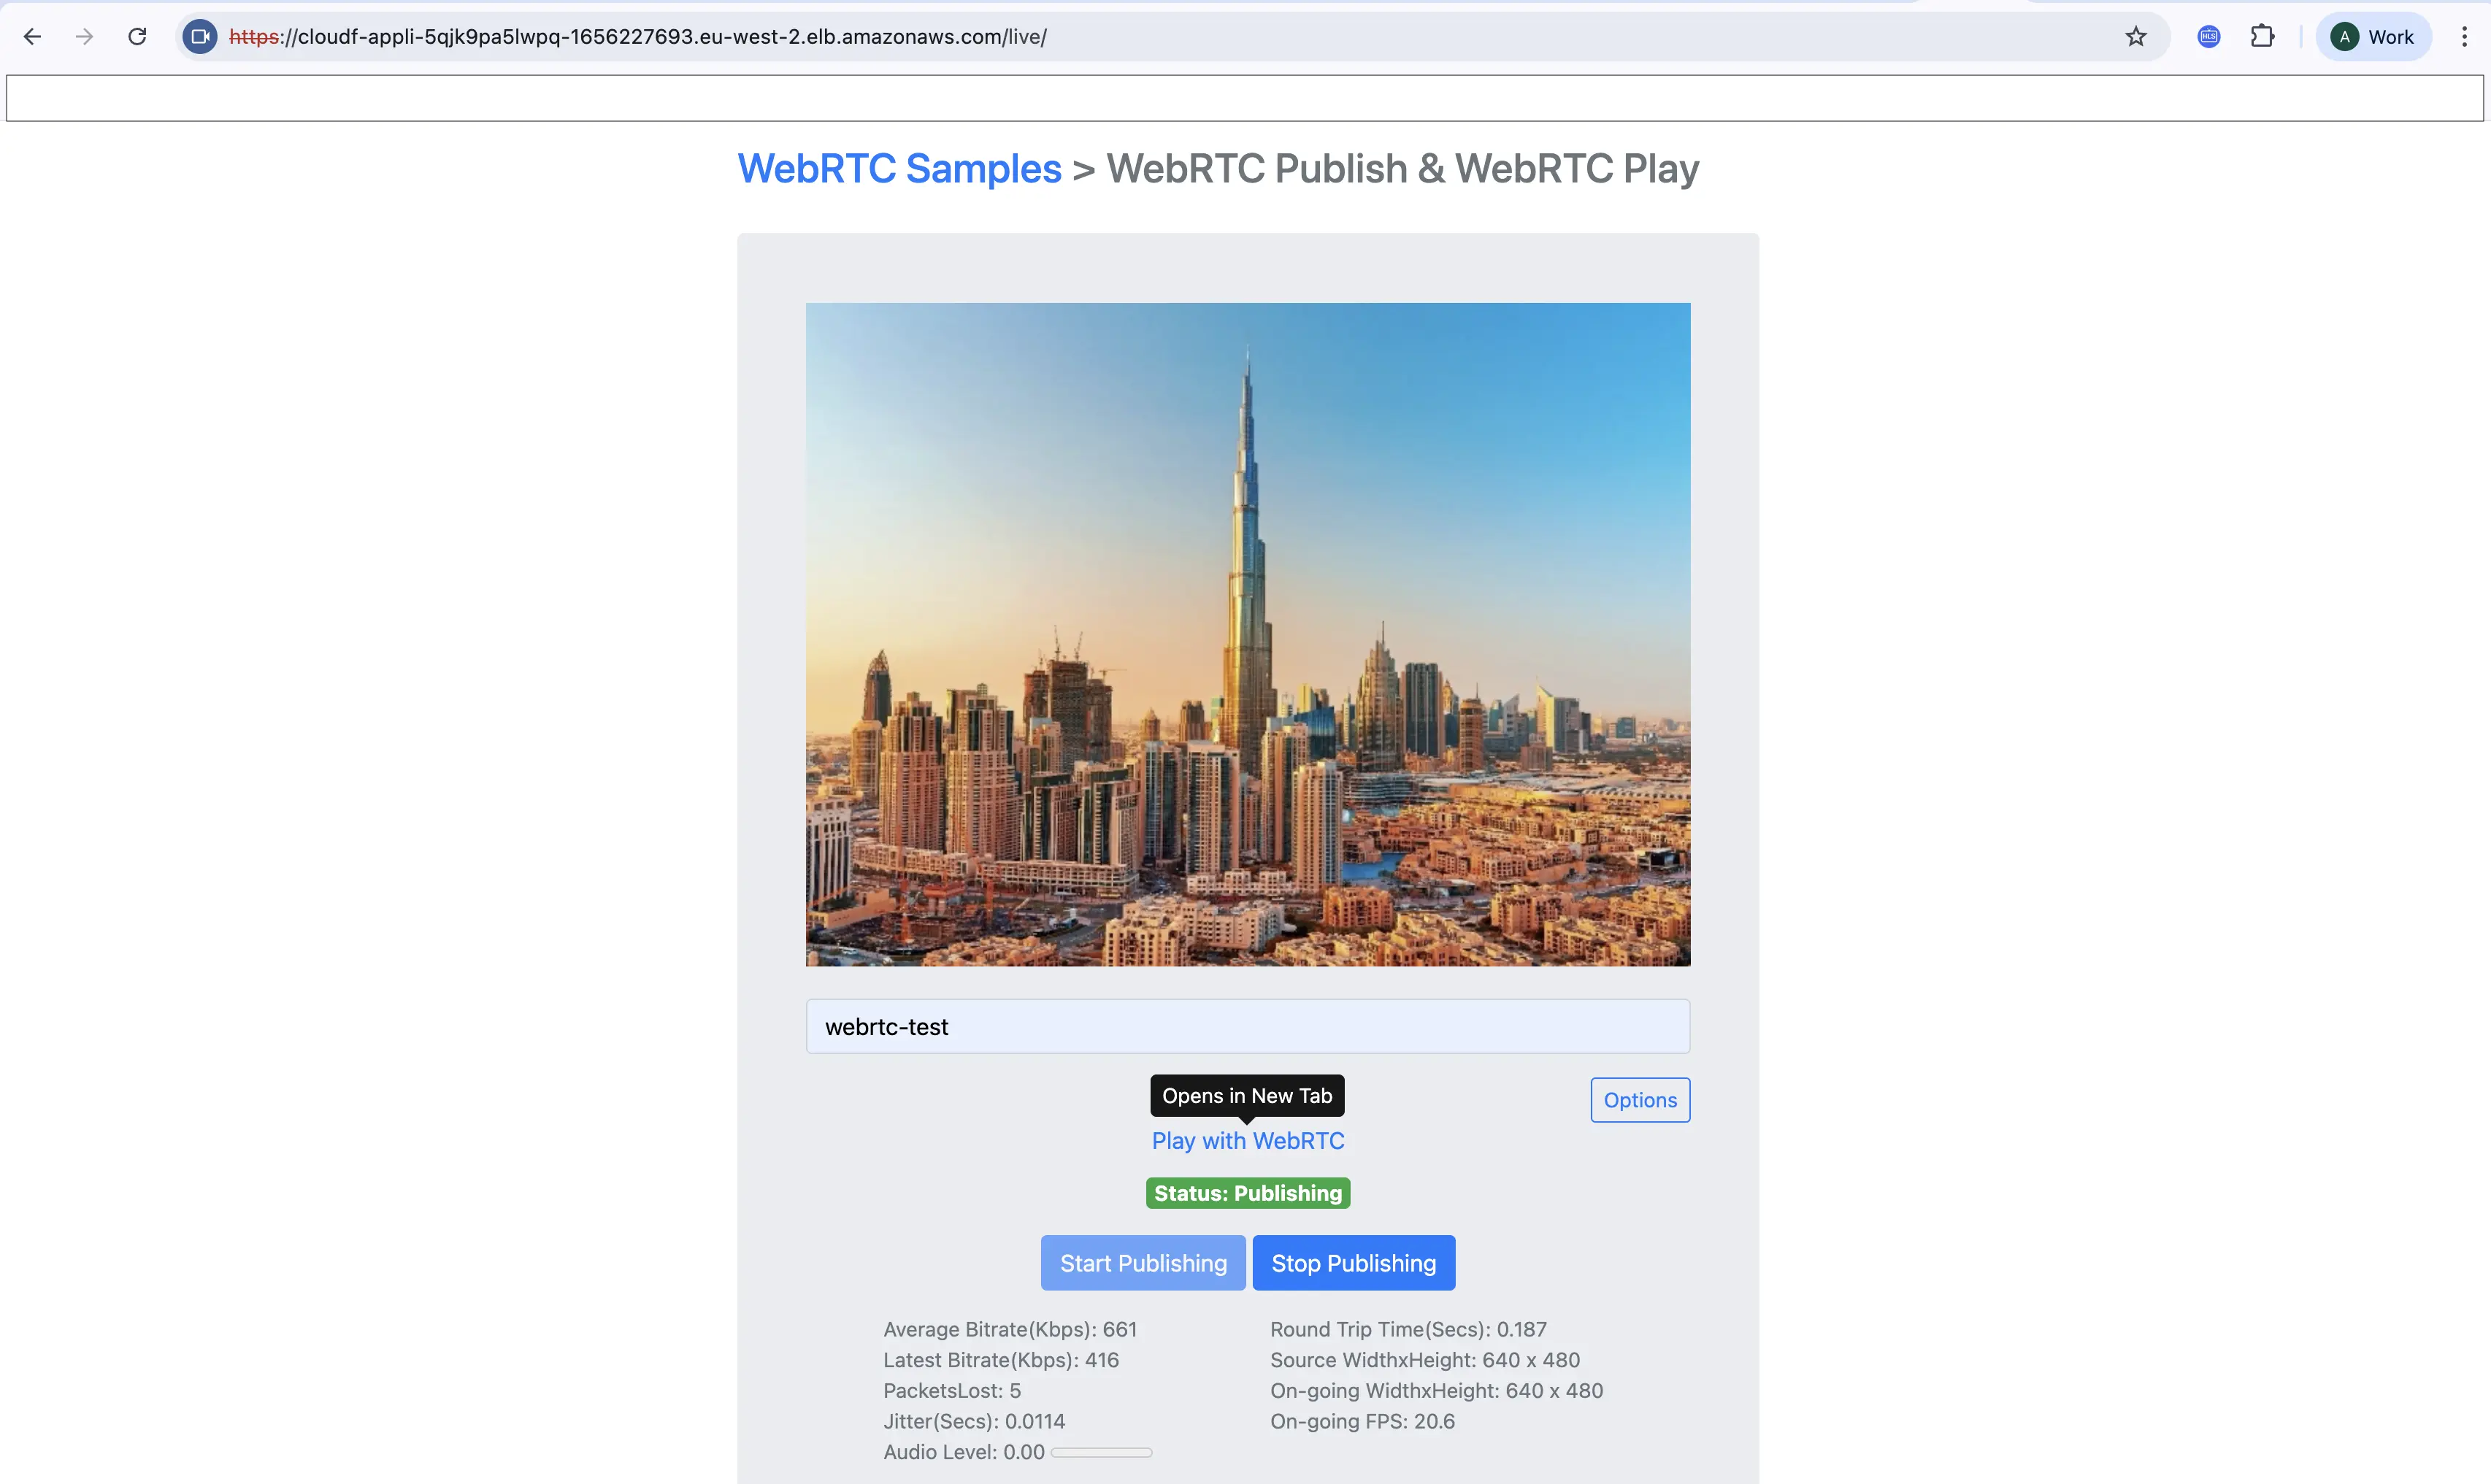 https://cloudf-appli-5qjk9pa5lwpq-1656227693.eu-west-2.elb.amazonaws.com/live/
HLS
A Work
WebRTC Samples > WebRTC Publish & WebRTC Play
webrtc-test
Opens in New Tab
Options
Play with WebRTC
Status: Publishing
Start Publishing Stop Publishing
Average Bitrate(Kbps): 661 Round Trip Time(Secs): 0.187
Latest Bitrate(Kbps): 416 Source WidthxHeight: 640 x 480
PacketsLost: 5 On-going WidthxHeight: 640 x 480
Jitter(Secs): 0.0114 On-going FPS: 20.6
Audio Level: 0.00